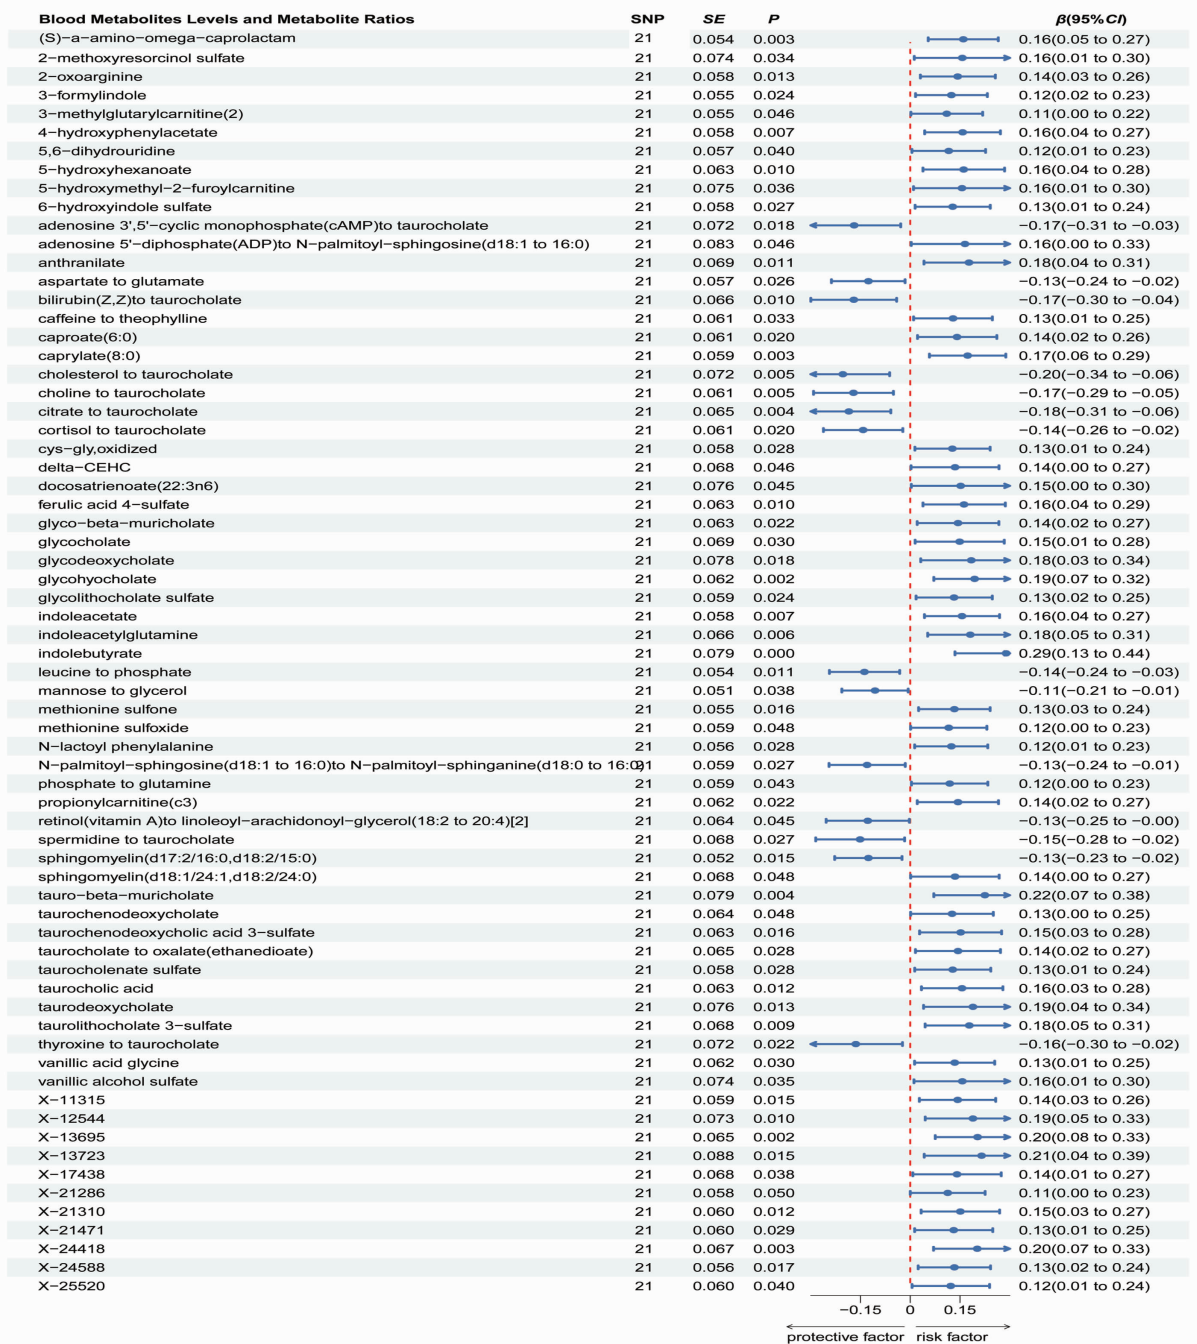 Blood Metabolites Levels and Metabolite Ratios SNP SE P β(95%CI)
(S)−a−amino−omega−caprolactam 21 0.054 0.003 0.16(0.05 to 0.27)
2−methoxyresorcinol sulfate 21 0.074 0.034 0.16(0.01 to 0.30)
2−oxoarginine 21 0.058 0.013 0.14(0.03 to 0.26)
3−formylindole 21 0.055 0.024 0.12(0.02 to 0.23)
3−methylglutarylcarnitine(2) 21 0.055 0.046 0.11(0.00 to 0.22)
4−hydroxyphenylacetate 21 0.058 0.007 0.16(0.04 to 0.27)
5,6−dihydrouridine 21 0.057 0.040 0.12(0.01 to 0.23)
5−hydroxyhexanoate 21 0.063 0.010 0.16(0.04 to 0.28)
5−hydroxymethyl−2−furoylcarnitine 21 0.075 0.036 0.16(0.01 to 0.30)
6−hydroxyindole sulfate 21 0.058 0.027 0.13(0.01 to 0.24)
adenosine 3',5'−cyclic monophosphate(cAMP)to taurocholate 21 0.072 0.018 −0.17(−0.31 to −0.03)
adenosine 5'−diphosphate(ADP)to N−palmitoyl−sphingosine(d18:1 to 16:0) 21 0.083 0.046 0.16(0.00 to 0.33)
anthranilate 21 0.069 0.011 0.18(0.04 to 0.31)
aspartate to glutamate 21 0.057 0.026 −0.13(−0.24 to −0.02)
bilirubin(Z,Z)to taurocholate 21 0.066 0.010 −0.17(−0.30 to −0.04)
caffeine to theophylline 21 0.061 0.033 0.13(0.01 to 0.25)
caproate(6:0) 21 0.061 0.020 0.14(0.02 to 0.26)
caprylate(8:0) 21 0.059 0.003 0.17(0.06 to 0.29)
cholesterol to taurocholate 21 0.072 0.005 −0.20(−0.34 to −0.06)
choline to taurocholate 21 0.061 0.005 −0.17(−0.29 to −0.05)
citrate to taurocholate 21 0.065 0.004 −0.18(−0.31 to −0.06)
cortisol to taurocholate 21 0.061 0.020 −0.14(−0.26 to −0.02)
cys−gly,oxidized 21 0.058 0.028 0.13(0.01 to 0.24)
delta−CEHC 21 0.068 0.046 0.14(0.00 to 0.27)
docosatrienoate(22:3n6) 21 0.076 0.045 0.15(0.00 to 0.30)
ferulic acid 4−sulfate 21 0.063 0.010 0.16(0.04 to 0.29)
glyco−beta−muricholate 21 0.063 0.022 0.14(0.02 to 0.27)
glycocholate 21 0.069 0.030 0.15(0.01 to 0.28)
glycodeoxycholate 21 0.078 0.018 0.18(0.03 to 0.34)
glycohyocholate 21 0.062 0.002 0.19(0.07 to 0.32)
glycolithocholate sulfate 21 0.059 0.024 0.13(0.02 to 0.25)
indoleacetate 21 0.058 0.007 0.16(0.04 to 0.27)
indoleacetylglutamine 21 0.066 0.006 0.18(0.05 to 0.31)
indolebutyrate 21 0.079 0.000 0.29(0.13 to 0.44)
leucine to phosphate 21 0.054 0.011 −0.14(−0.24 to −0.03)
mannose to glycerol 21 0.051 0.038 −0.11(−0.21 to −0.01)
methionine sulfone 21 0.055 0.016 0.13(0.03 to 0.24)
methionine sulfoxide 21 0.059 0.048 0.12(0.00 to 0.23)
N−lactoyl phenylalanine 21 0.056 0.028 0.12(0.01 to 0.23)
N−palmitoyl−sphingosine(d18:1 to 16:0)to N−palmitoyl−sphinganine(d18:0 to 16:0) 21 0.059 0.027 −0.13(−0.24 to −0.01)
phosphate to glutamine 21 0.059 0.043 0.12(0.00 to 0.23)
propionylcarnitine(c3) 21 0.062 0.022 0.14(0.02 to 0.27)
retinol(vitamin A)to linoleoyl−arachidonoyl−glycerol(18:2 to 20:4)[2] 21 0.064 0.045 −0.13(−0.25 to −0.00)
spermidine to taurocholate 21 0.068 0.027 −0.15(−0.28 to −0.02)
sphingomyelin(d17:2/16:0,d18:2/15:0) 21 0.052 0.015 −0.13(−0.23 to −0.02)
sphingomyelin(d18:1/24:1,d18:2/24:0) 21 0.068 0.048 0.14(0.00 to 0.27)
tauro−beta−muricholate 21 0.079 0.004 0.22(0.07 to 0.38)
taurochenodeoxycholate 21 0.064 0.048 0.13(0.00 to 0.25)
taurochenodeoxycholic acid 3−sulfate 21 0.063 0.016 0.15(0.03 to 0.28)
taurocholate to oxalate(ethanedioate) 21 0.065 0.028 0.14(0.02 to 0.27)
taurocholenate sulfate 21 0.058 0.028 0.13(0.01 to 0.24)
taurocholic acid 21 0.063 0.012 0.16(0.03 to 0.28)
taurodeoxycholate 21 0.076 0.013 0.19(0.04 to 0.34)
taurolithocholate 3−sulfate 21 0.068 0.009 0.18(0.05 to 0.31)
thyroxine to taurocholate 21 0.072 0.022 −0.16(−0.30 to −0.02)
vanillic acid glycine 21 0.062 0.030 0.13(0.01 to 0.25)
vanillic alcohol sulfate 21 0.074 0.035 0.16(0.01 to 0.30)
X−11315 21 0.059 0.015 0.14(0.03 to 0.26)
X−12544 21 0.073 0.010 0.19(0.05 to 0.33)
X−13695 21 0.065 0.002 0.20(0.08 to 0.33)
X−13723 21 0.088 0.015 0.21(0.04 to 0.39)
X−17438 21 0.068 0.038 0.14(0.01 to 0.27)
X−21286 21 0.058 0.050 0.11(0.00 to 0.23)
X−21310 21 0.060 0.012 0.15(0.03 to 0.27)
X−21471 21 0.060 0.029 0.13(0.01 to 0.25)
X−24418 21 0.067 0.003 0.20(0.07 to 0.33)
X−24588 21 0.056 0.017 0.13(0.02 to 0.24)
X−25520 21 0.060 0.040 0.12(0.01 to 0.24)
−0.15 0 0.15
protective factor risk factor